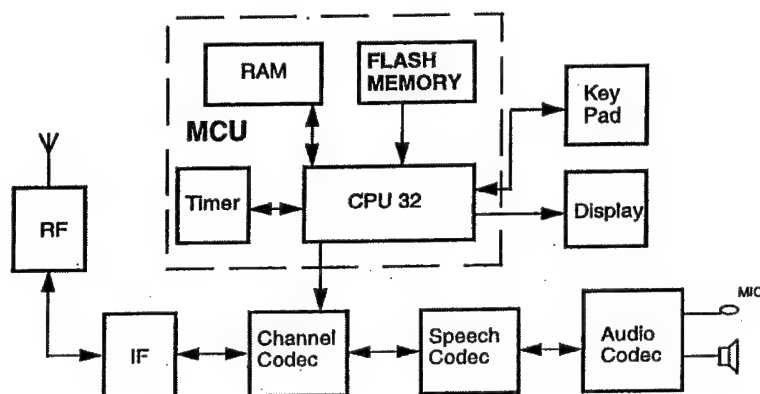 RAM
FLASH
MEMORY
Key
Pad
MCU
Timer
CPU 32
Display
RF
MIC
IF
Channel
Codec
Speech
Codec
Audio
Codec